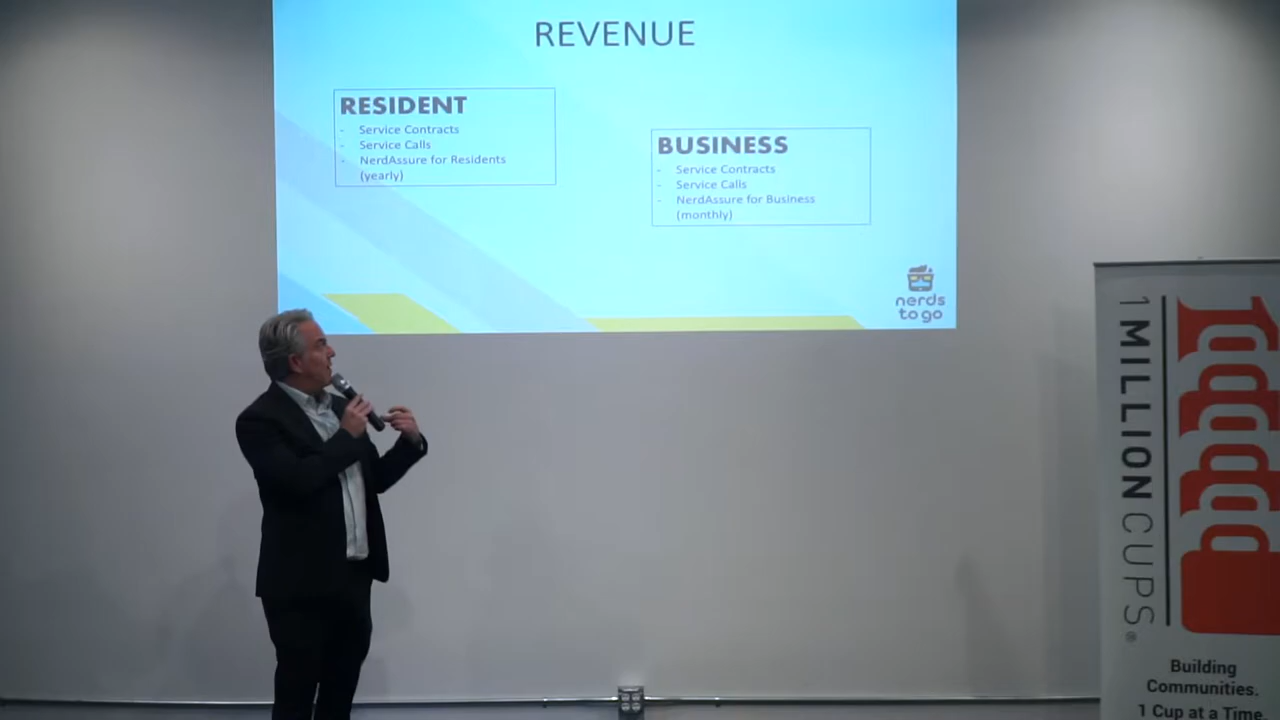 REVENUE
RESIDENT
- Service Contracts
- Service Calls
- NerdAssure for Residents
(yearly)
BUSINESS
- Service Contracts
- Service Calls
- NerdAssure for Business
(monthly)
nerds
to go
1 MILLION CUPS®
Building
Communities.
1 Cup at a Time.